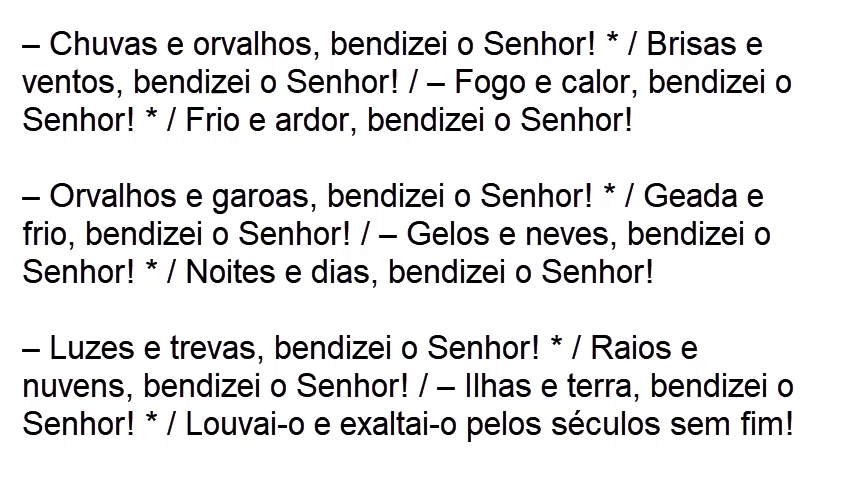 – Chuvas e orvalhos, bendizei o Senhor! * / Brisas e
ventos, bendizei o Senhor! / – Fogo e calor, bendizei o
Senhor! * / Frio e ardor, bendizei o Senhor!
– Orvalhos e garoas, bendizei o Senhor! * / Geada e
frio, bendizei o Senhor! / – Gelos e neves, bendizei o
Senhor! * / Noites e dias, bendizei o Senhor!
– Luzes e trevas, bendizei o Senhor! * / Raios e
nuvens, bendizei o Senhor! / – Ilhas e terra, bendizei o
Senhor! * / Louvai-o e exaltai-o pelos séculos sem fim!